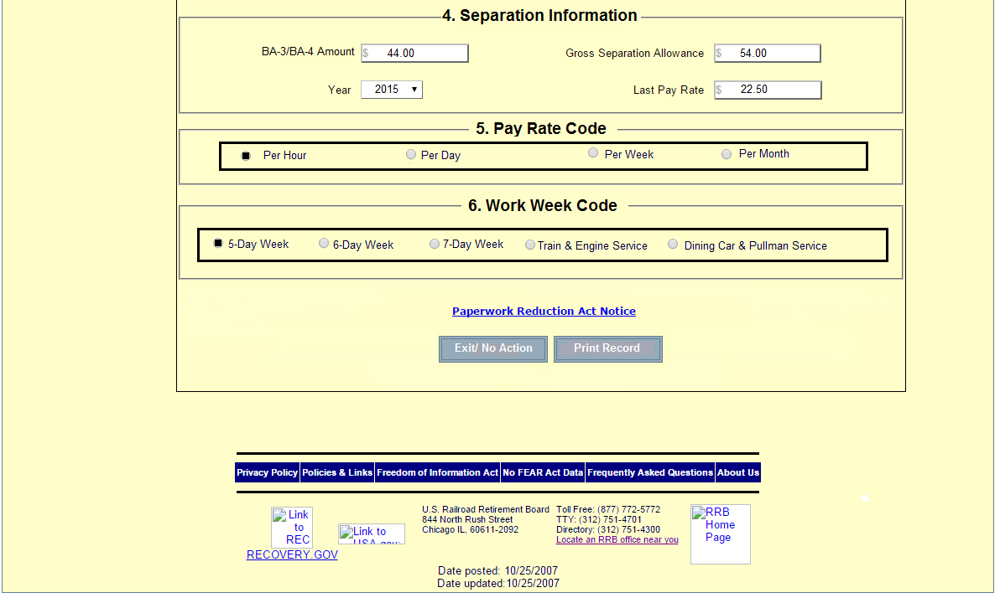 4. Separation Information
BA-3/BA-4 Amount $ 44.00 Gross Separation Allowance $ 54.00
Year 2015 Last Pay Rate $ 22.50
5. Pay Rate Code
Per Hour Per Day Per Week Per Month
6. Work Week Code
5-Day Week 6-Day Week 7-Day Week Train & Engine Service Dining Car & Pullman Service
Paperwork Reduction Act Notice
Exit/ No Action Print Record
Privacy Policy Policies & Links Freedom of Information Act No FEAR Act Data Frequently Asked Questions About Us
Link
to
REC
RECOVERY.GOV
Link to
USA.gov:
U.S. Railroad Retirement Board
844 North Rush Street
Chicago IL, 60611-2092
Toll Free: (877) 772-5772
TTY: (312) 751-4701
Directory: (312) 751-4300
Locate an RRB office near you
RRB
Home
Page
Date posted: 10/25/2007
Date updated:10/25/2007